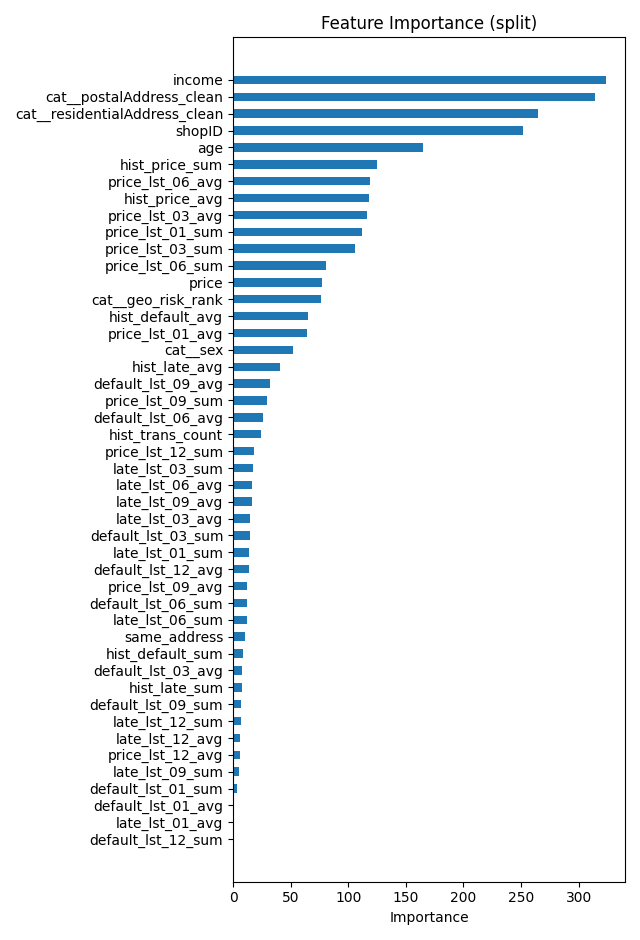 Feature Importance (split)
income
cat__postalAddress_clean
cat__residentialAddress_clean
shopID
age
hist_price_sum
price_lst_06_avg
hist_price_avg
price_lst_03_avg
price_lst_01_sum
price_lst_03_sum
price_lst_06_sum
price
cat__geo_risk_rank
hist_default_avg
price_lst_01_avg
cat__sex
hist_late_avg
default_lst_09_avg
price_lst_09_sum
default_lst_06_avg
hist_trans_count
price_lst_12_sum
late_lst_03_sum
late_lst_06_avg
late_lst_09_avg
late_lst_03_avg
default_lst_03_sum
late_lst_01_sum
default_lst_12_avg
price_lst_09_avg
default_lst_06_sum
late_lst_06_sum
same_address
hist_default_sum
default_lst_03_avg
hist_late_sum
default_lst_09_sum
late_lst_12_sum
late_lst_12_avg
price_lst_12_avg
late_lst_09_sum
default_lst_01_sum
default_lst_01_avg
late_lst_01_avg
default_lst_12_sum
0 50 100 150 200 250 300
Importance